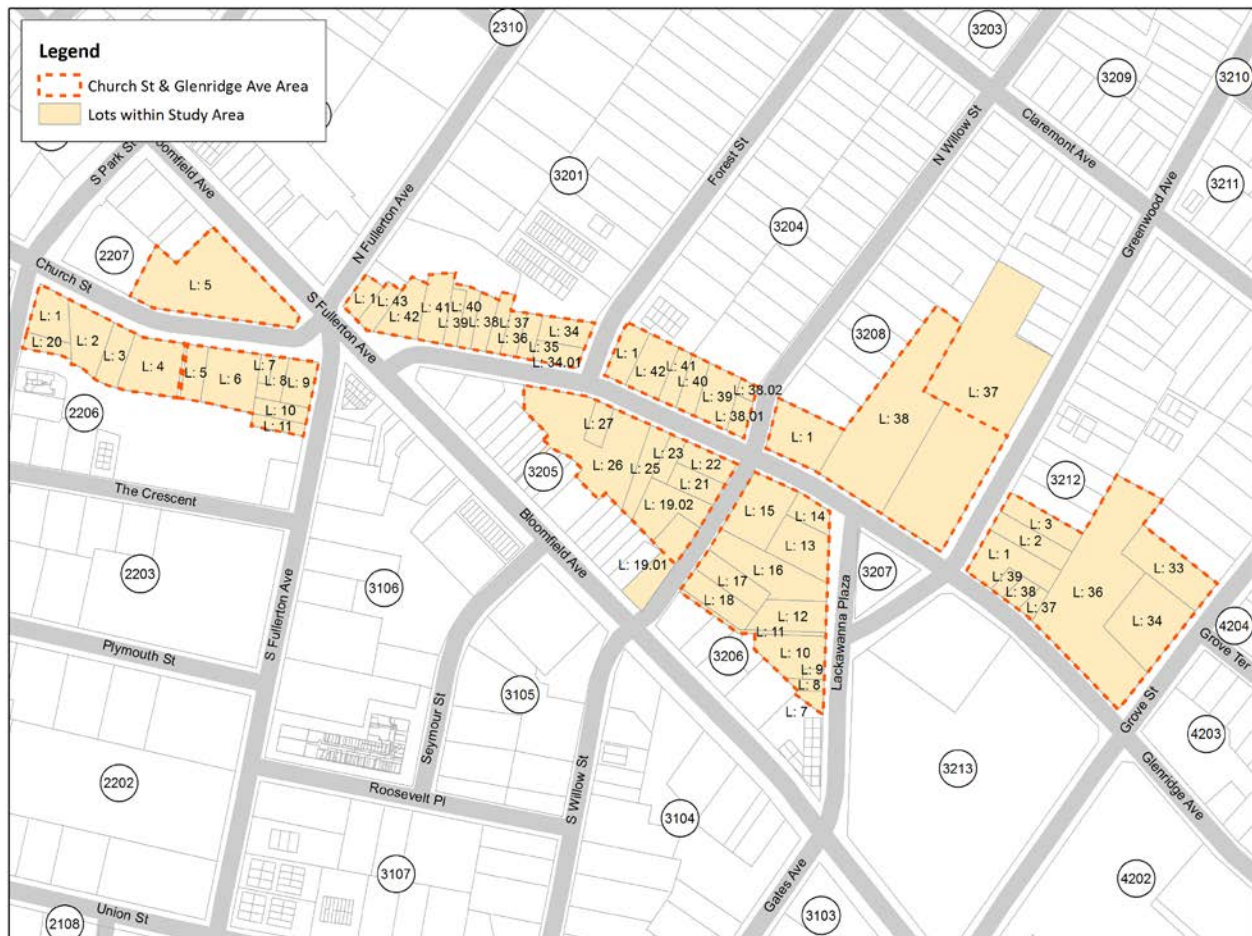 Legend
Church St & Glenridge Ave Area
Lots within Study Area
2310
3203
3209
3210
3201
3204
3211
3208
2207
3212
2206
3205
3207
4204
2203
3106
3206
3105
4203
2202
3213
3104
3107
4202
2108
3103
S Park St
oomfield Ave
Church St
N Fullerton Ave
S Fullerton Ave
Forest St
N Willow St
Claremont Ave
Greenwood Ave
The Crescent
Plymouth St
S Fullerton Ave
Bloomfield Ave
Seymour St
Roosevelt Pl
S Willow St
Union St
Gates Ave
Lackawanna Plaza
Grove St
Grove Ter
Glenridge Ave
L: 5
L: 1
L: 20
L: 2
L: 3
L: 4
L: 5
L: 6
L: 7
L: 8
L: 9
L: 10
L: 11
L: 1
L: 43
L: 42
L: 41
L: 40
L: 39
L: 38
L: 37
L: 36
L: 34
L: 35
L: 34.01
L: 1
L: 42
L: 41
L: 40
L: 39
L: 38.02
L: 38.01
L: 27
L: 26
L: 25
L: 23
L: 22
L: 21
L: 19.02
L: 19.01
L: 1
L: 38
L: 37
L: 15
L: 14
L: 13
L: 16
L: 17
L: 18
L: 12
L: 11
L: 10
L: 9
L: 8
L: 7
L: 3
L: 2
L: 1
L: 39
L: 38
L: 37
L: 36
L: 33
L: 34